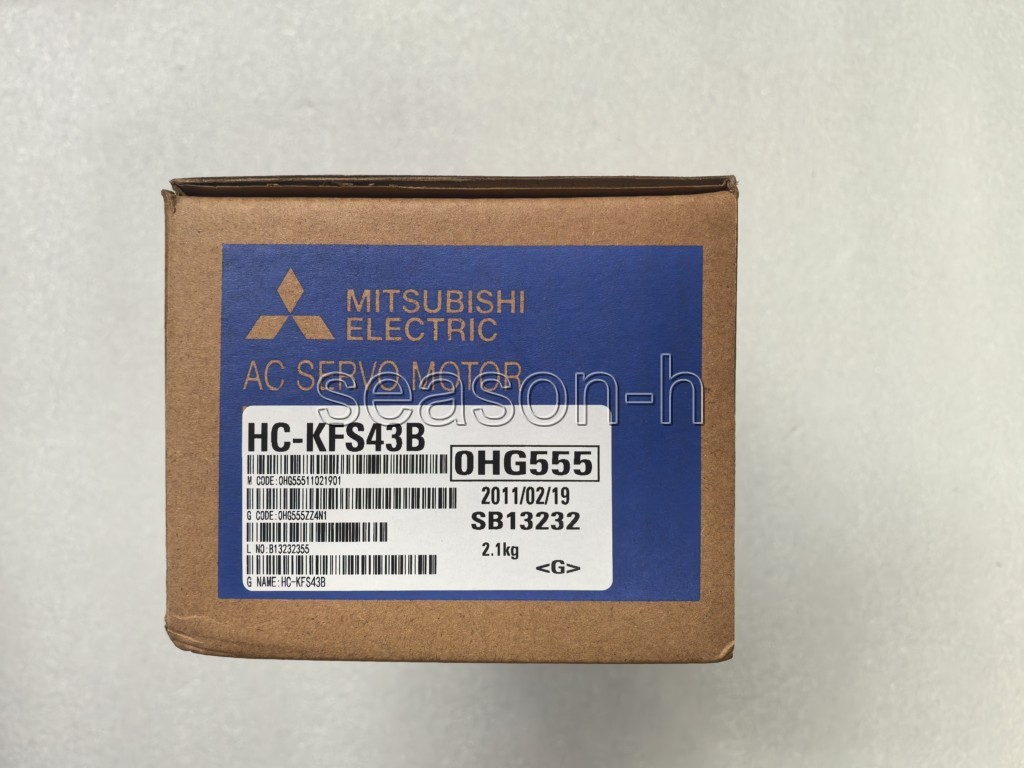 MITSUBISHI
ELECTRIC
AC SERVO MOTOR
season-h
HC-KFS43B
0HG555
M CODE:0HG55511021901
2011/02/19
G CODE:0HG555ZZ4N1
SB13232
L NO:B13232355
2.1kg
<G>
G NAME:HC-KFS43B